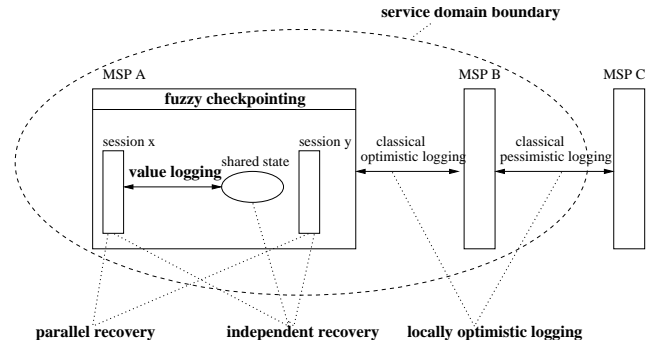 service domain boundary
MSP A
MSP B
MSP C
fuzzy checkpointing
session x
session y
shared state
value logging
classical
optimistic logging
classical
pessimistic logging
parallel recovery
independent recovery
locally optimistic logging